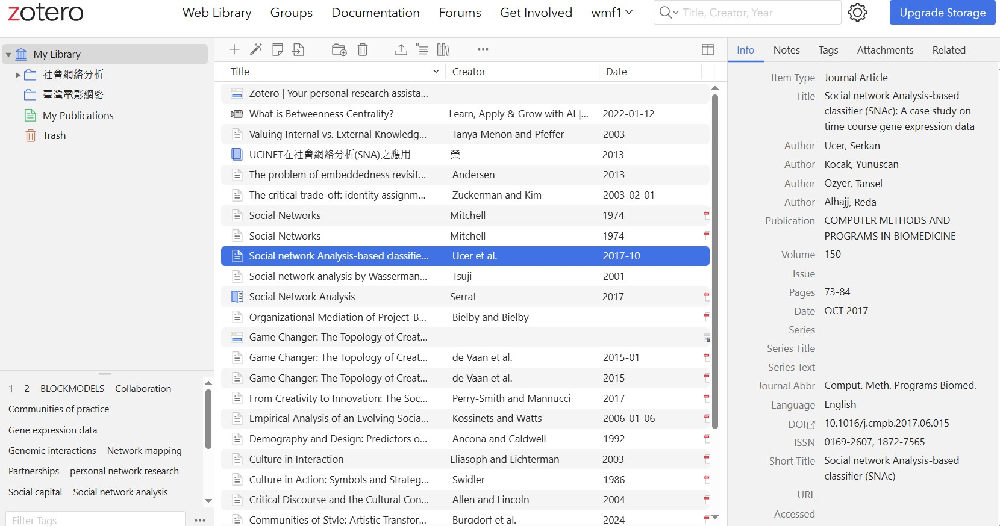 zotero
Web Library Groups Documentation Forums Get Involved wmf1 Title, Creator, Year Upgrade Storage
My Library
社會網絡分析
臺灣電影網絡
My Publications
Trash
1 2 BLOCKMODELS Collaboration
Communities of practice
Gene expression data
Genomic interactions Network mapping
Partnerships personal network research
Social capital Social network analysis
Filter Tags
Title Creator Date
Zotero | Your personal research assista...
What is Betweenness Centrality? Learn, Apply & Grow with AI |... 2022-01-12
Valuing Internal vs. External Knowledg... Tanya Menon and Pfeffer 2003
UCINET在社會網絡分析(SNA)之應用 榮 2013
The problem of embeddedness revisit... Andersen 2013
The critical trade-off: identity assignm... Zuckerman and Kim 2003-02-01
Social Networks Mitchell 1974
Social Networks Mitchell 1974
Social network Analysis-based classifie... Ucer et al. 2017-10
Social network analysis by Wasserman... Tsuji 2001
Social Network Analysis Serrat 2017
Organizational Mediation of Project-B... Bielby and Bielby
Game Changer: The Topology of Creat...
Game Changer: The Topology of Creat... de Vaan et al. 2015-01
Game Changer: The Topology of Creat... de Vaan et al. 2015
From Creativity to Innovation: The Soc... Perry-Smith and Mannucci 2017
Empirical Analysis of an Evolving Socia... Kossinets and Watts 2006-01-06
Demography and Design: Predictors o... Ancona and Caldwell 1992
Culture in Interaction Eliasoph and Lichterman 2003
Culture in Action: Symbols and Strateg... Swidler 1986
Critical Discourse and the Cultural Con... Allen and Lincoln 2004
Communities of Style: Artistic Transfor... Burgdorf et al. 2024
Info Notes Tags Attachments Related
Item Type Journal Article
Title Social network Analysis-based
classifier (SNAc): A case study on
time course gene expression data
Author Ucer, Serkan
Author Kocak, Yunuscan
Author Ozyer, Tansel
Author Alhajj, Reda
Publication COMPUTER METHODS AND
PROGRAMS IN BIOMEDICINE
Volume 150
Issue
Pages 73-84
Date OCT 2017
Series
Series Title
Series Text
Journal Abbr Comput. Meth. Programs Biomed.
Language English
DOI 10.1016/j.cmpb.2017.06.015
ISSN 0169-2607, 1872-7565
Short Title Social network Analysis-based
classifier (SNAc)
URL
Accessed